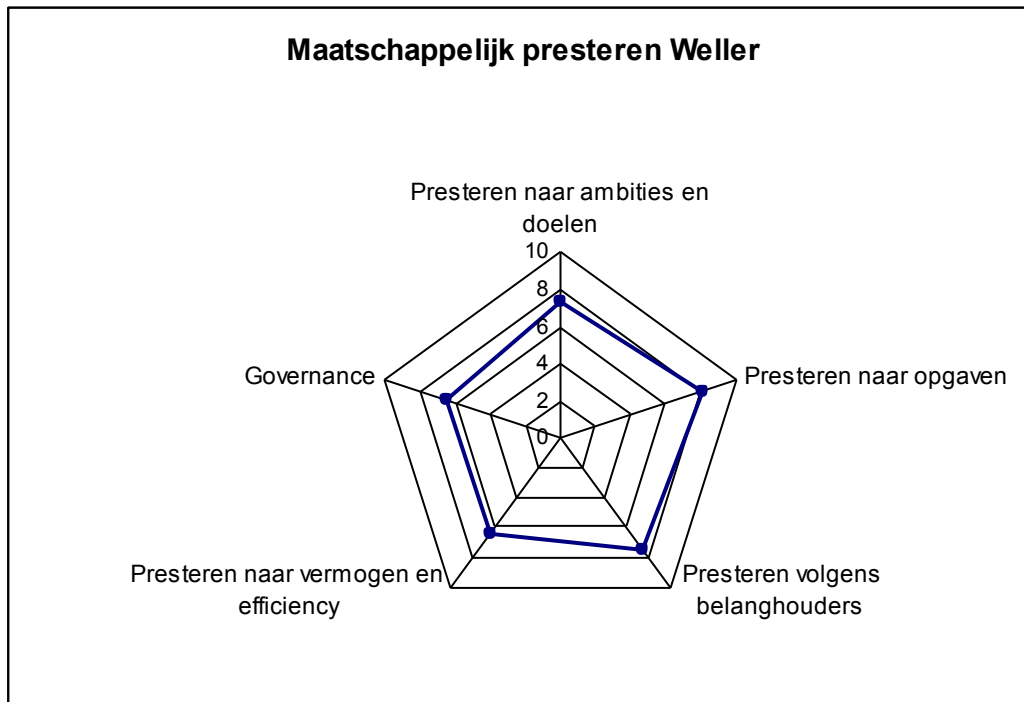 Maatschappelijk presteren Weller
Presteren naar ambities en
doelen
10
8
6
4
2
0
Governance
Presteren naar opgaven
Presteren naar vermogen en
efficiency
Presteren volgens
belanghouders